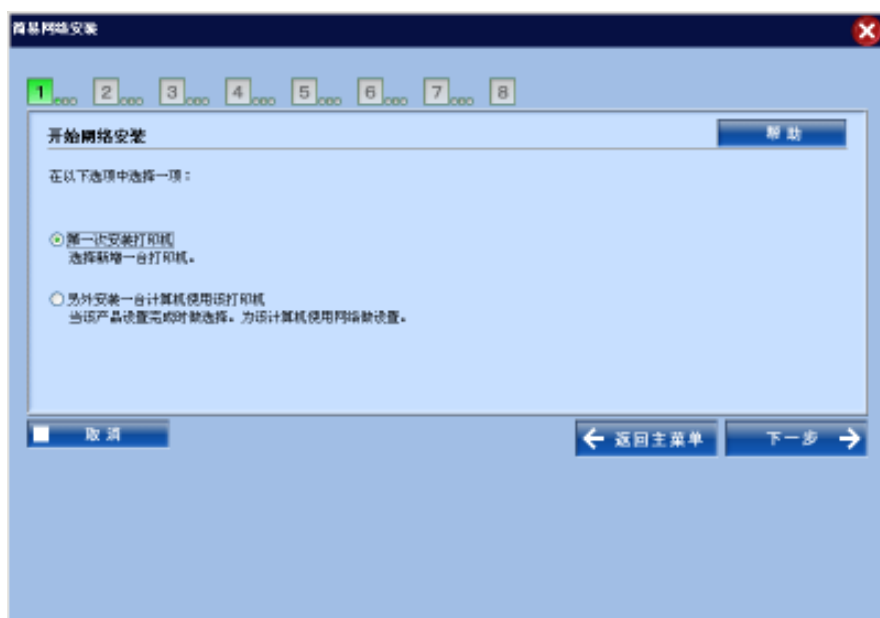 简易网络安装
1 2 3 4 5 6 7 8
开始网络安装
帮助
在以下选项中选择一项：
第一次安装打印机
选择新增一台打印机。
另外安装一台计算机使用该打印机
当该产品设置完成时做选择。为该计算机使用网络做设置。
取消
返回主菜单
下一步